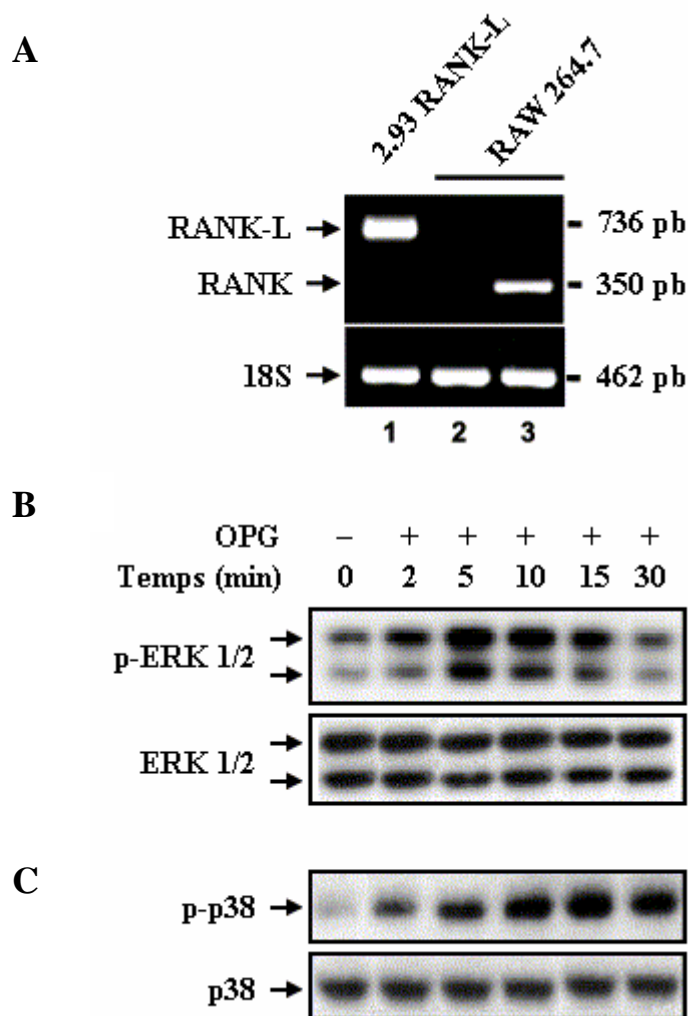 A
2.93 RANK-L
RAW 264.7
RANK-L
736 pb
RANK
350 pb
18S
462 pb
1 2 3
B
OPG – + + + + +
Temps (min) 0 2 5 10 15 30
p-ERK 1/2
ERK 1/2
C
p-p38
p38